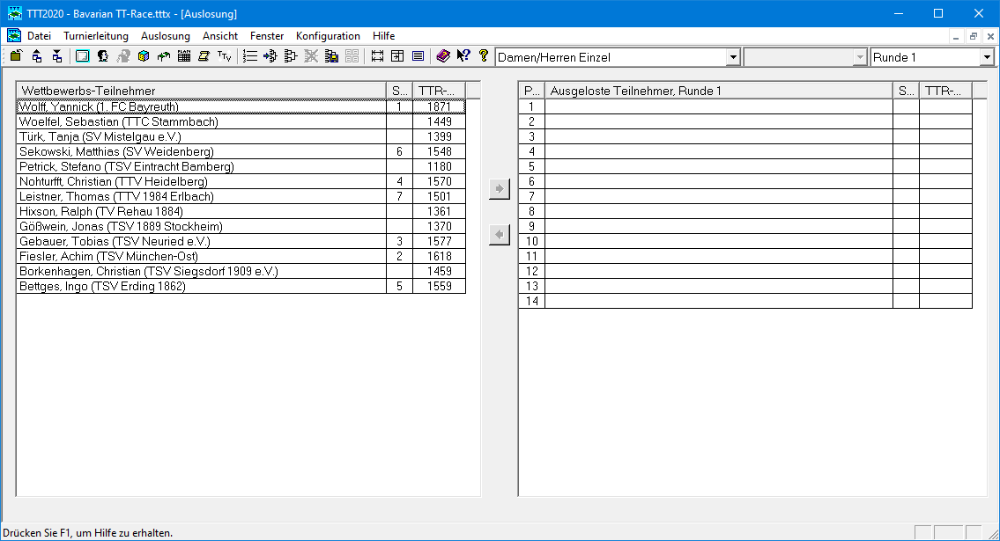 TTT2020 - Bavarian TT-Race.tttx - [Auslosung]
Datei Turnierleitung Auslosung Ansicht Fenster Konfiguration Hilfe
Damen/Herren Einzel Runde 1
Wettbewerbs-Teilnehmer S... TTR-...
Wolff, Yannick (1. FC Bayreuth) 1 1871
Woelfel, Sebastian (TTC Stammbach) 1449
Türk, Tanja (SV Mistelgau e.V.) 1399
Sekowski, Matthias (SV Weidenberg) 6 1548
Petrick, Stefano (TSV Eintracht Bamberg) 1180
Nohturfft, Christian (TTV Heidelberg) 4 1570
Leistner, Thomas (TTV 1984 Erlbach) 7 1501
Hixson, Ralph (TV Rehau 1884) 1361
Gößwein, Jonas (TSV 1889 Stockheim) 1370
Gebauer, Tobias (TSV Neuried e.V.) 3 1577
Fiesler, Achim (TSV München-Ost) 2 1618
Borkenhagen, Christian (TSV Siegsdorf 1909 e.V.) 1459
Bettges, Ingo (TSV Erding 1862) 5 1559
P... Ausgeloste Teilnehmer, Runde 1 S... TTR-...
1
2
3
4
5
6
7
8
9
10
11
12
13
14
Drücken Sie F1, um Hilfe zu erhalten.